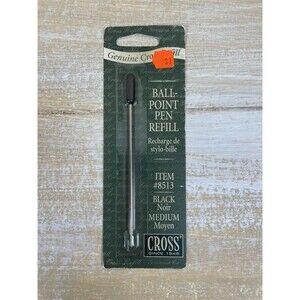 Genuine Cross Refill
BALL-
POINT
PEN
REFILL
Recharge de
stylo-bille
ITEM
#8513
BLACK
Noir
MEDIUM
Moyen
CROSS
SINCE 1846